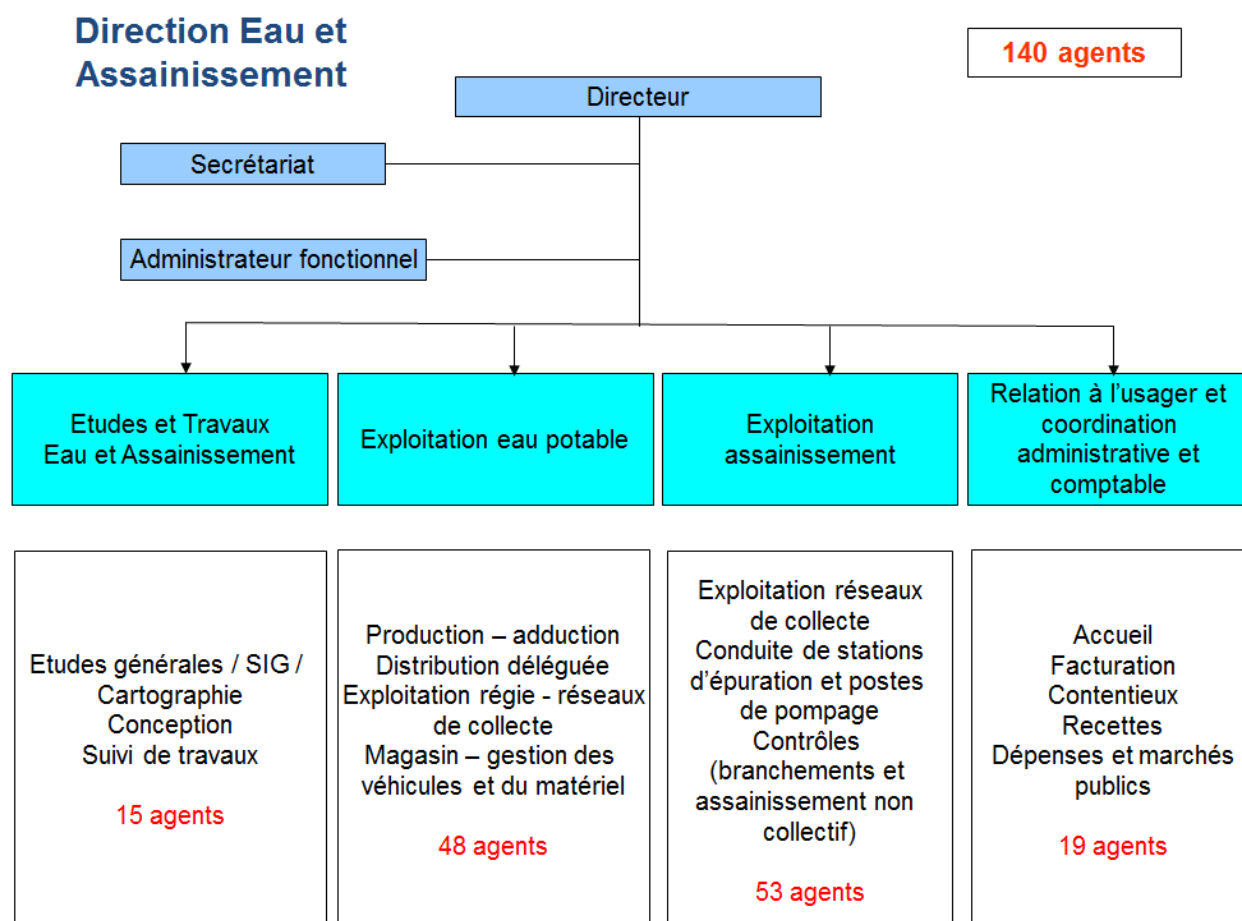 Direction Eau et
Assainissement
140 agents
Directeur
Secrétariat
Administrateur fonctionnel
Etudes et Travaux
Eau et Assainissement
Exploitation eau potable
Exploitation
assainissement
Relation à l'usager et
coordination
administrative et
comptable
Etudes générales / SIG /
Cartographie
Conception
Suivi de travaux
15 agents
Production – adduction
Distribution déléguée
Exploitation régie - réseaux
de collecte
Magasin – gestion des
véhicules et du matériel
48 agents
Exploitation réseaux
de collecte
Conduite de stations
d'épuration et postes
de pompage
Contrôles
(branchements et
assainissement non
collectif)
53 agents
Accueil
Facturation
Contentieux
Recettes
Dépenses et marchés
publics
19 agents